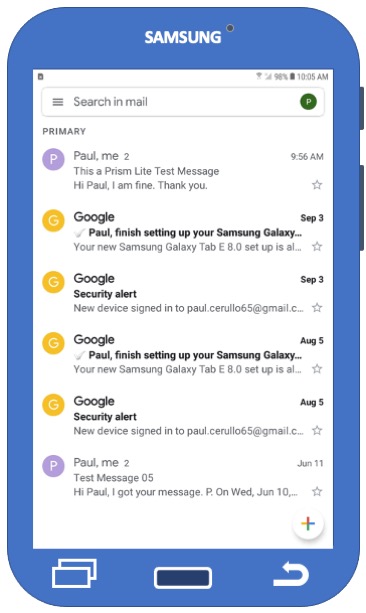 SAMSUNG
98% 10:05 AM
Search in mail
P
PRIMARY
P
Paul, me 2
9:56 AM
This a Prism Lite Test Message
Hi Paul, I am fine. Thank you.
G
Google
Sep 3
Paul, finish setting up your Samsung Galaxy...
Your new Samsung Galaxy Tab E 8.0 set up is al...
G
Google
Sep 3
Security alert
New device signed in to paul.cerullo65@gmail.c...
G
Google
Aug 5
Paul, finish setting up your Samsung Galaxy...
Your new Samsung Galaxy Tab E 8.0 set up is al...
G
Google
Aug 5
Security alert
New device signed in to paul.cerullo65@gmail.c...
P
Paul, me 2
Jun 11
Test Message 05
Hi Paul, I got your message. P. On Wed, Jun 10,...